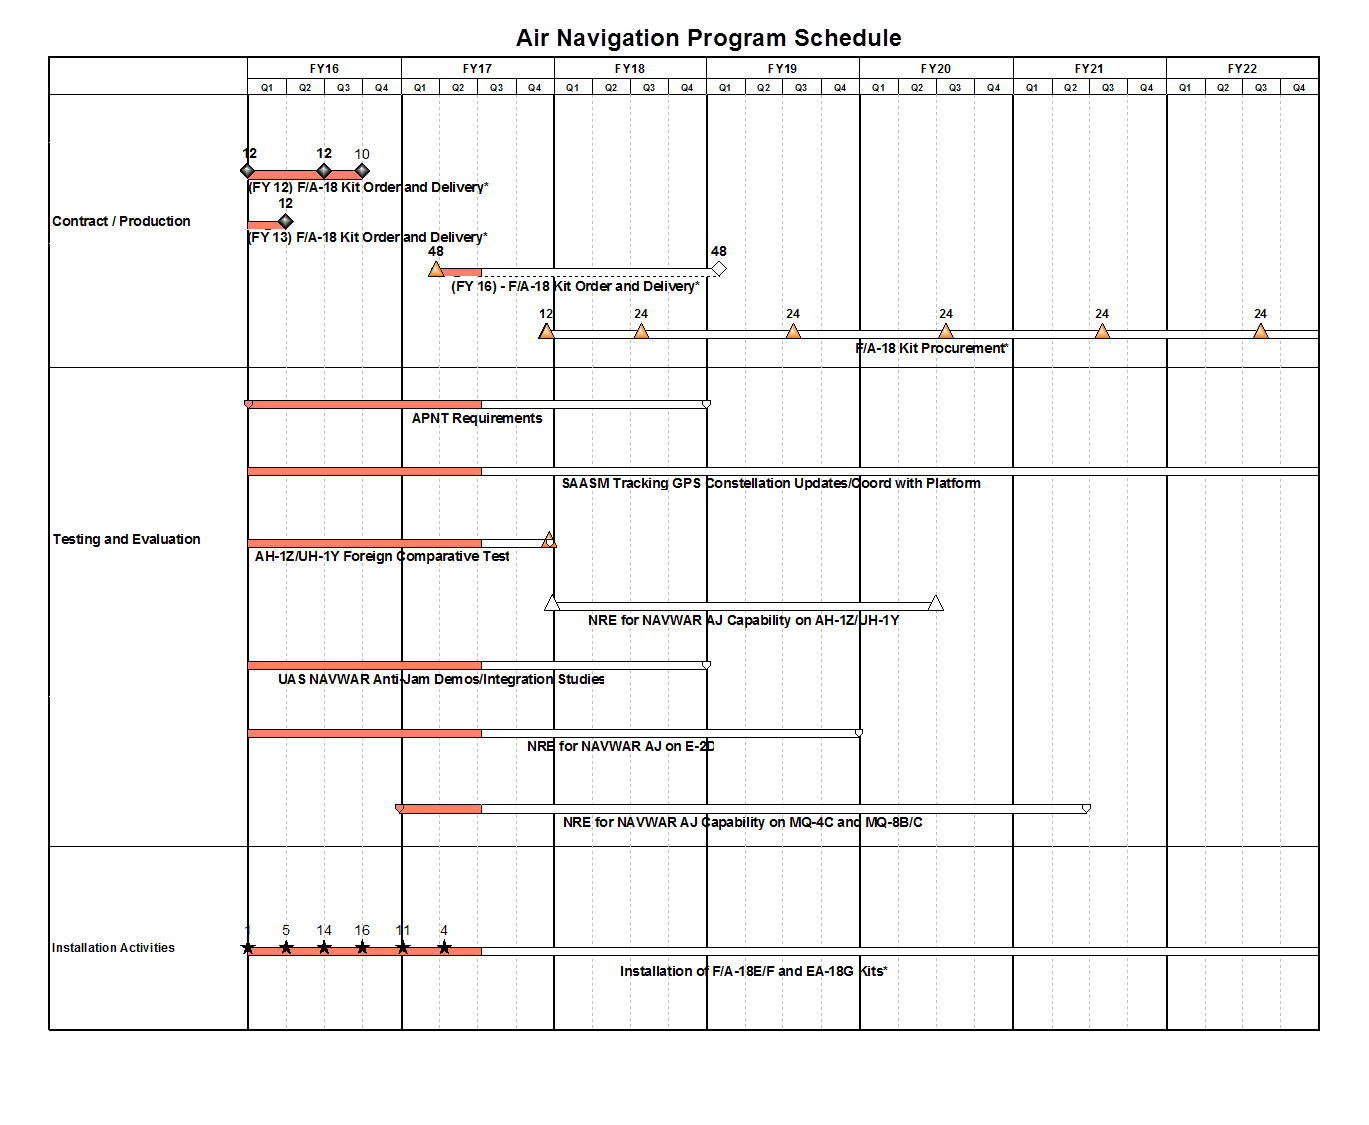 Air Navigation Program Schedule
FY16 FY17 FY18 FY19 FY20 FY21 FY22
Q1 Q2 Q3 Q4 Q1 Q2 Q3 Q4 Q1 Q2 Q3 Q4 Q1 Q2 Q3 Q4 Q1 Q2 Q3 Q4 Q1 Q2 Q3 Q4 Q1 Q2 Q3 Q4
12 12 10
(FY 12) F/A-18 Kit Order and Delivery*
12
Contract / Production
(FY 13) F/A-18 Kit Order and Delivery*
48 48
(FY 16) - F/A-18 Kit Order and Delivery*
12 24 24 24 24 24
F/A-18 Kit Procurement*
APNT Requirements
SAASM Tracking GPS Constellation Updates/Coord with Platform
Testing and Evaluation
AH-1Z/UH-1Y Foreign Comparative Test
NRE for NAVWAR AJ Capability on AH-1Z/UH-1Y
UAS NAVWAR Anti-Jam Demos/Integration Studies
NRE for NAVWAR AJ on E-2D
NRE for NAVWAR AJ Capability on MQ-4C and MQ-8B/C
1 5 14 16 11 4
Installation Activities
Installation of F/A-18E/F and EA-18G Kits*